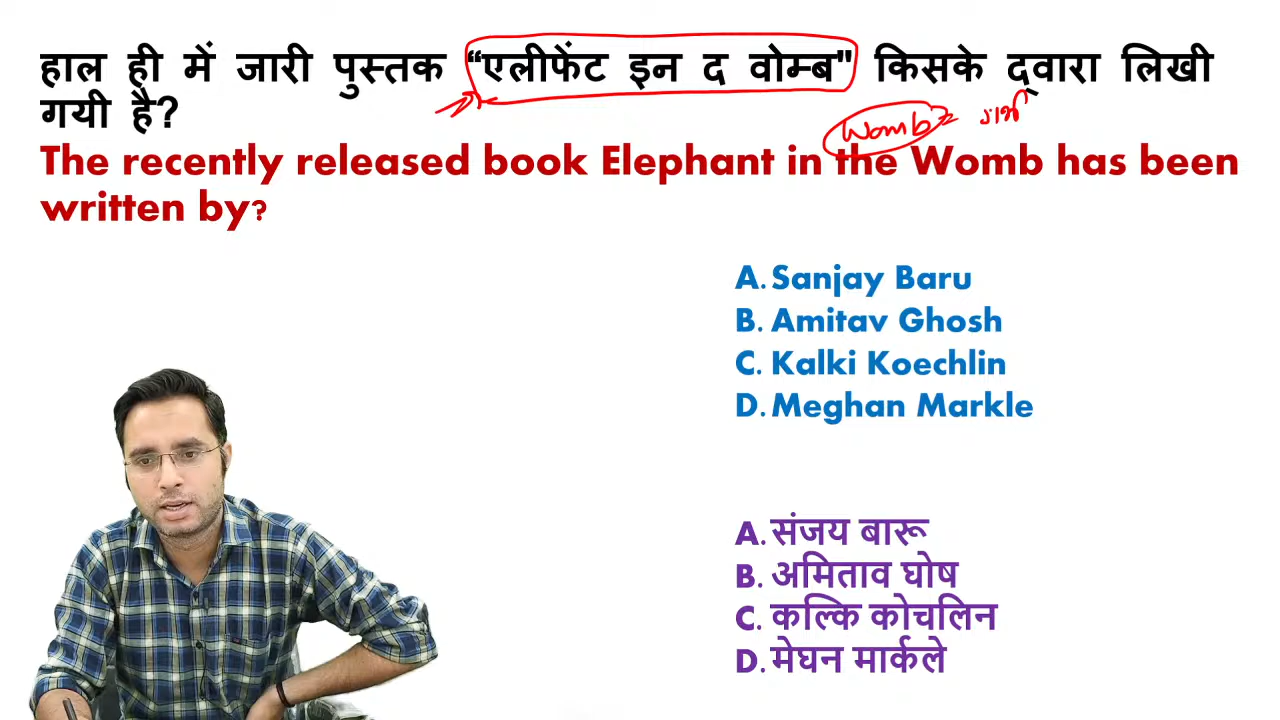 हाल ही में जारी पुस्तक “एलीफेंट इन द वोम्ब" किसके द्वारा लिखी
गयी है?
Womb =
The recently released book Elephant in the Womb has been
written by?
A. Sanjay Baru
B. Amitav Ghosh
C. Kalki Koechlin
D. Meghan Markle
A. संजय बारू
B. अमिताव घोष
C. कल्कि कोचलिन
D. मेघन मार्कले